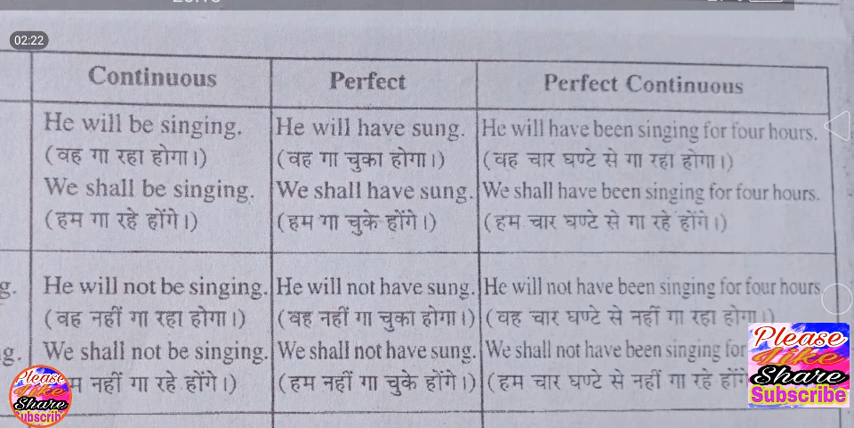 02:22
Continuous Perfect Perfect Continuous
He will be singing. He will have sung. He will have been singing for four hours.
(वह गा रहा होगा।) (वह गा चुका होगा।) (वह चार घण्टे से गा रहा होगा।)
We shall be singing. We shall have sung. We shall have been singing for four hours.
(हम गा रहे होंगे।) (हम गा चुके होंगे।) (हम चार घण्टे से गा रहे होंगे।)
g. He will not be singing. He will not have sung. He will not have been singing for four hours
(वह नहीं गा रहा होगा।) (वह नहीं गा चुका होगा।) (वह चार घण्टे से नहीं गा रहा होगा।)
g. We shall not be singing. We shall not have sung. We shall not have been singing for
म नहीं गा रहे होंगे।) (हम नहीं गा चुके होंगे।) (हम चार घण्टे से नहीं गा रहे होंगे
Please
Like
Share
Subscribe
Please
Like
Share
Subscrib